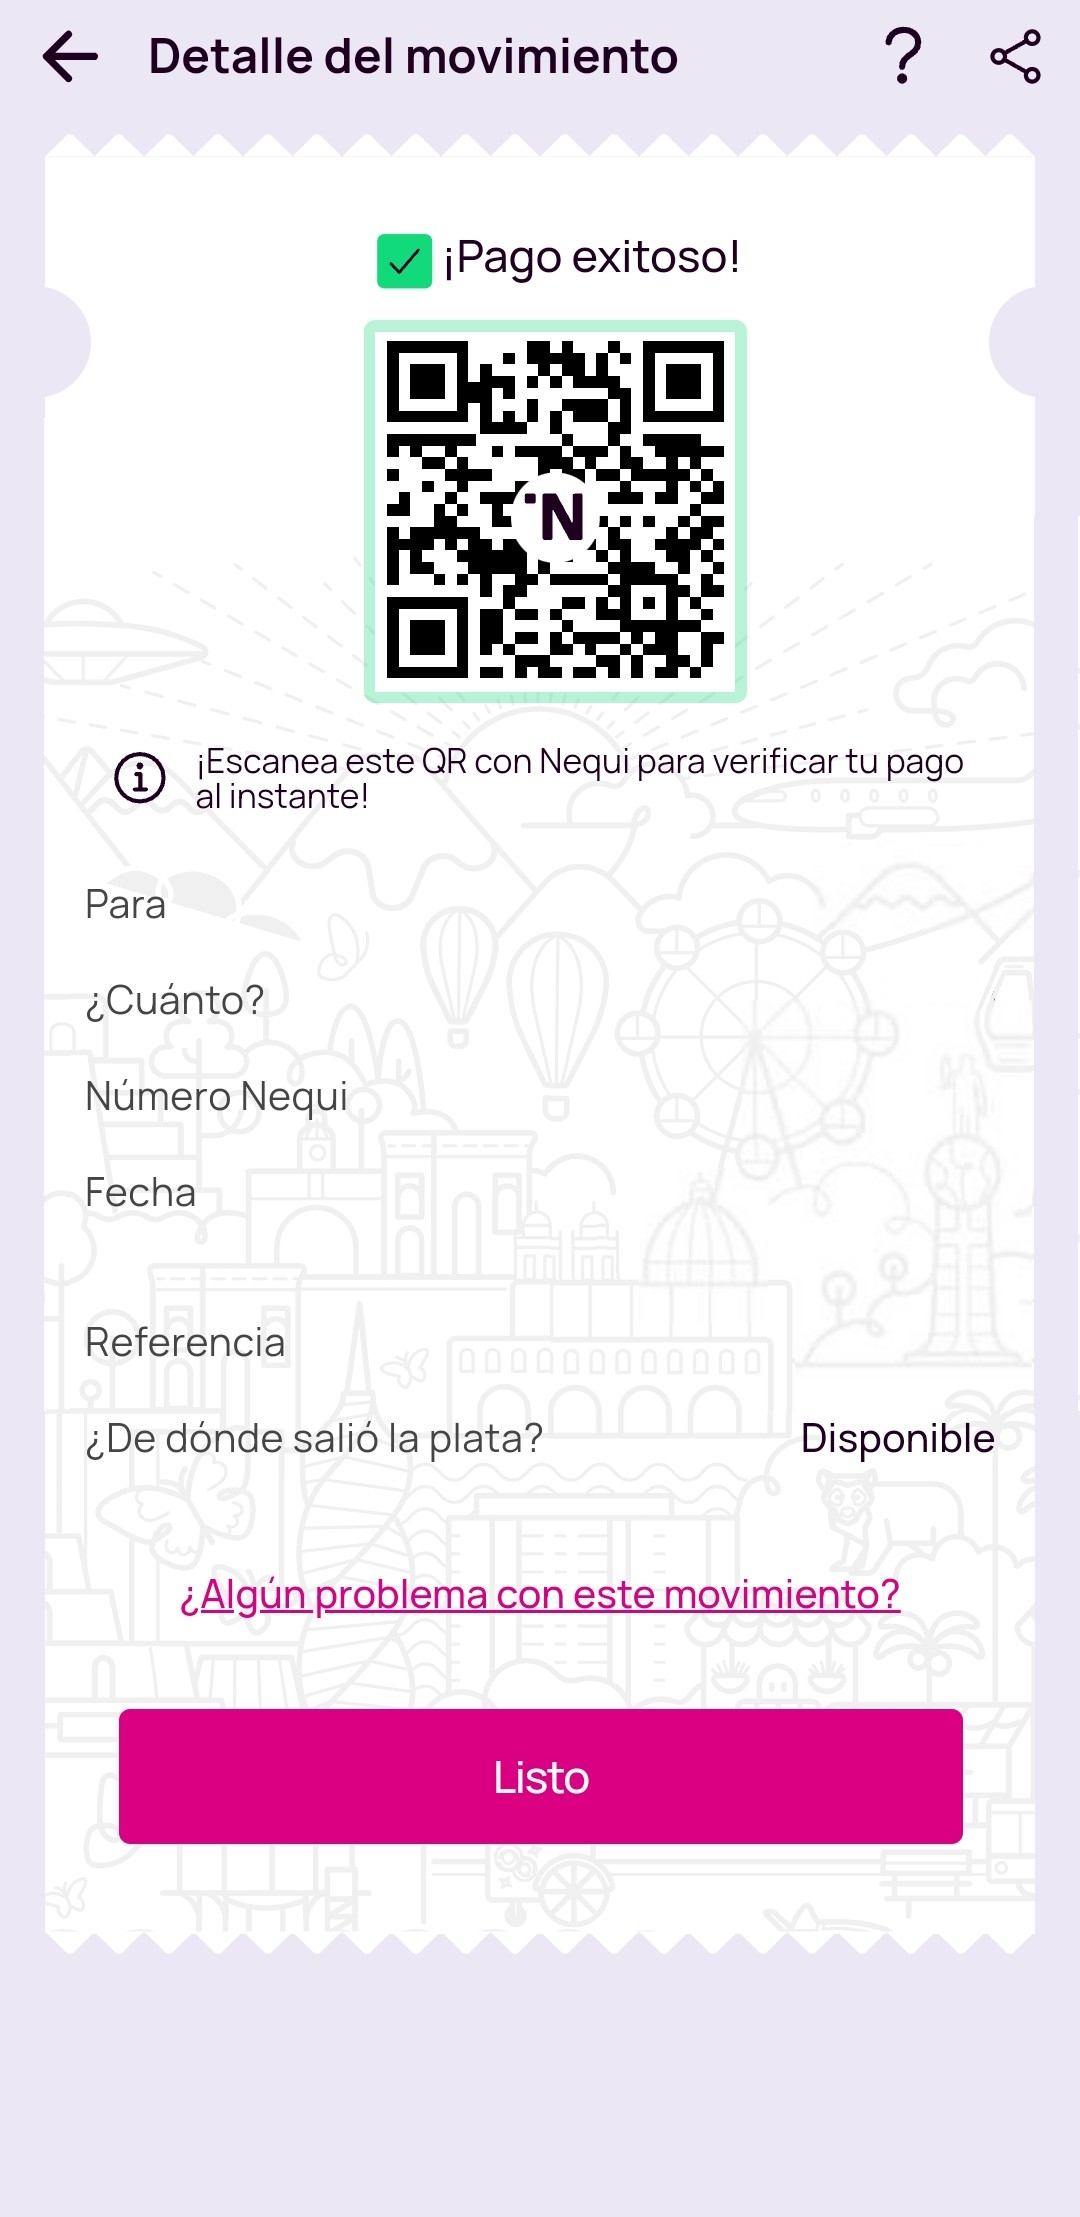 Detalle del movimiento
¡Pago exitoso!
N
¡Escanea este QR con Nequi para verificar tu pago
al instante!
Para
¿Cuánto?
Número Nequi
Fecha
Referencia
¿De dónde salió la plata? Disponible
¿Algún problema con este movimiento?
Listo